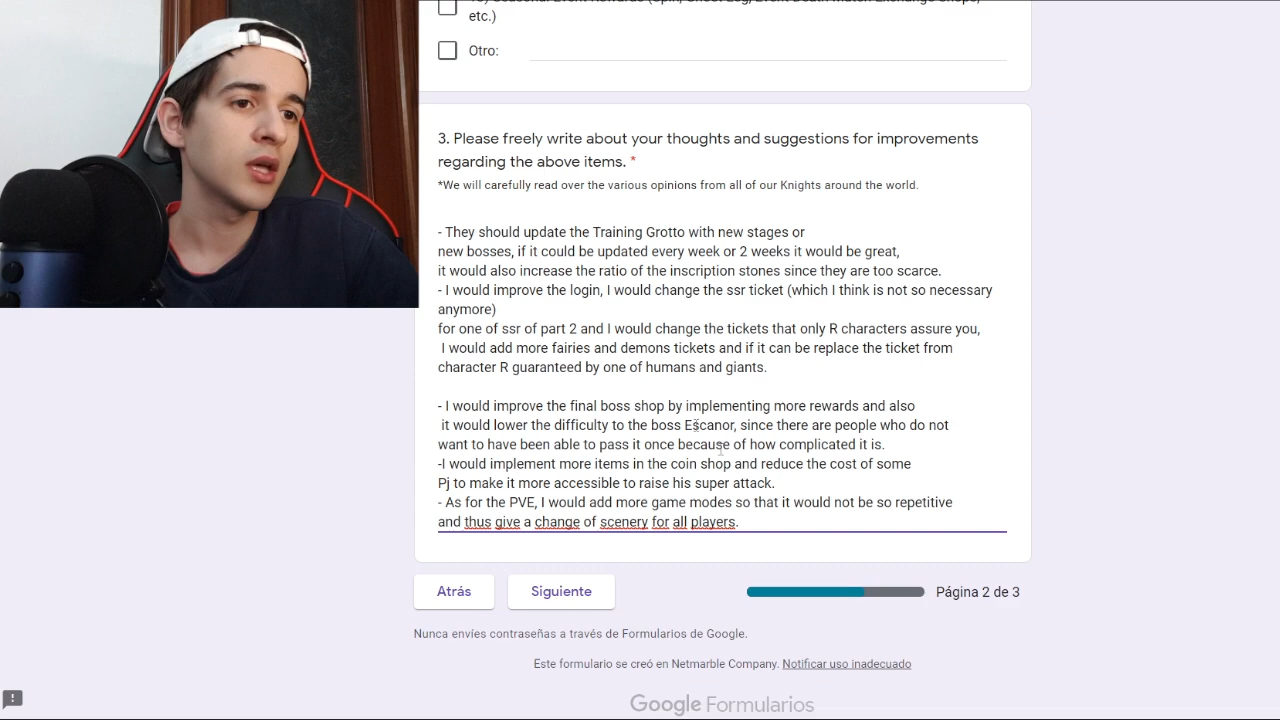 etc.)
Otro:
3. Please freely write about your thoughts and suggestions for improvements
regarding the above items. *
*We will carefully read over the various opinions from all of our Knights around the world.
- They should update the Training Grotto with new stages or
new bosses, if it could be updated every week or 2 weeks it would be great,
it would also increase the ratio of the inscription stones since they are too scarce.
- I would improve the login, I would change the ssr ticket (which I think is not so necessary
anymore)
for one of ssr of part 2 and I would change the tickets that only R characters assure you,
I would add more fairies and demons tickets and if it can be replace the ticket from
character R guaranteed by one of humans and giants.
- I would improve the final boss shop by implementing more rewards and also
it would lower the difficulty to the boss Escanor, since there are people who do not
want to have been able to pass it once because of how complicated it is.
-I would implement more items in the coin shop and reduce the cost of some
Pj to make it more accessible to raise his super attack.
- As for the PVE, I would add more game modes so that it would not be so repetitive
and thus give a change of scenery for all players.
Atrás
Siguiente
Página 2 de 3
Nunca envíes contraseñas a través de Formularios de Google.
Este formulario se creó en Netmarble Company. Notificar uso inadecuado
Google Formularios